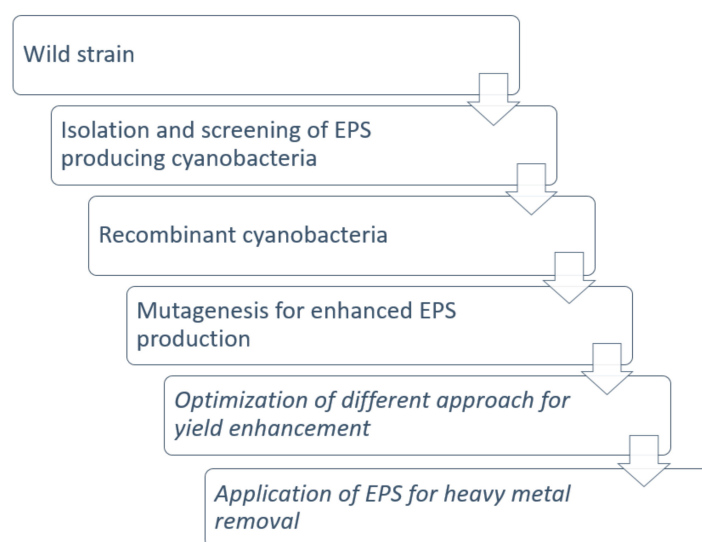 Wild strain
Isolation and screening of EPS
producing cyanobacteria
Recombinant cyanobacteria
Mutagenesis for enhanced EPS
production
Optimization of different approach for
yield enhancement
Application of EPS for heavy metal
removal